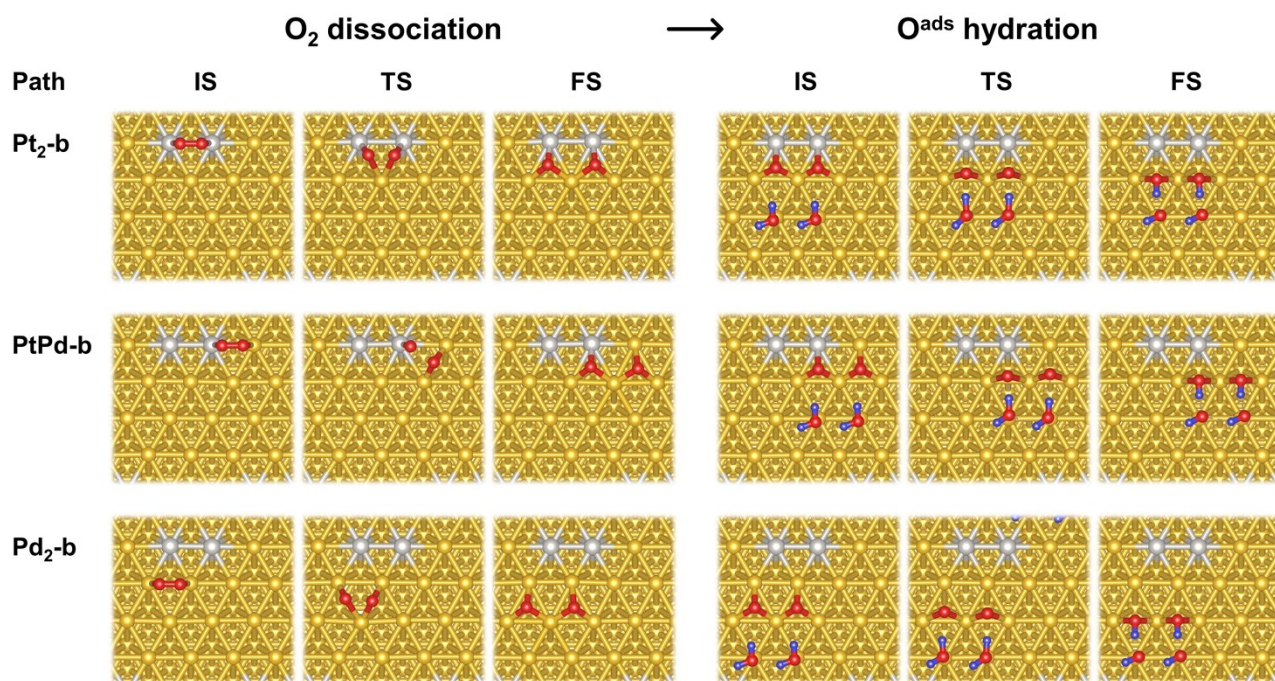 O₂ dissociation → Oᵃᵈˢ hydration
Path IS TS FS IS TS FS
Pt₂-b
PtPd-b
Pd₂-b